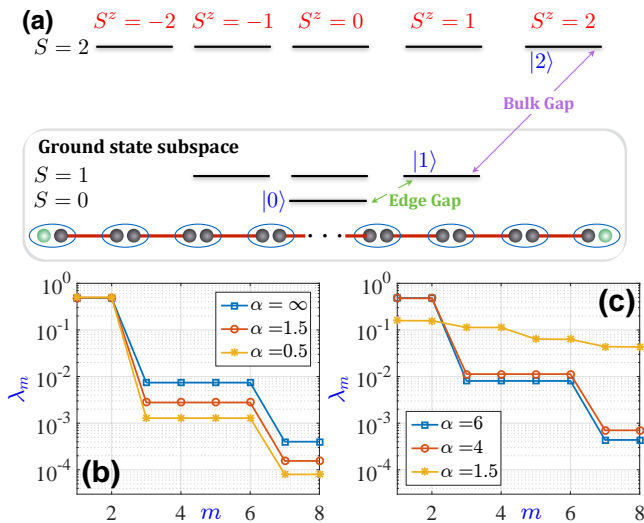 (a) S^z = −2 S^z = −1 S^z = 0 S^z = 1 S^z = 2
S = 2
|2⟩
Bulk Gap
Ground state subspace
|1⟩
S = 1
S = 0 |0⟩ Edge Gap
· · ·
10^0
10^-1
10^-2
10^-3
10^-4
λ_m
2 4 6 8
m
(b)
α = ∞
α =1.5
α =0.5
10^0
10^-1
10^-2
10^-3
10^-4
λ_m
2 4 6 8
m
(c)
α =6
α =4
α =1.5